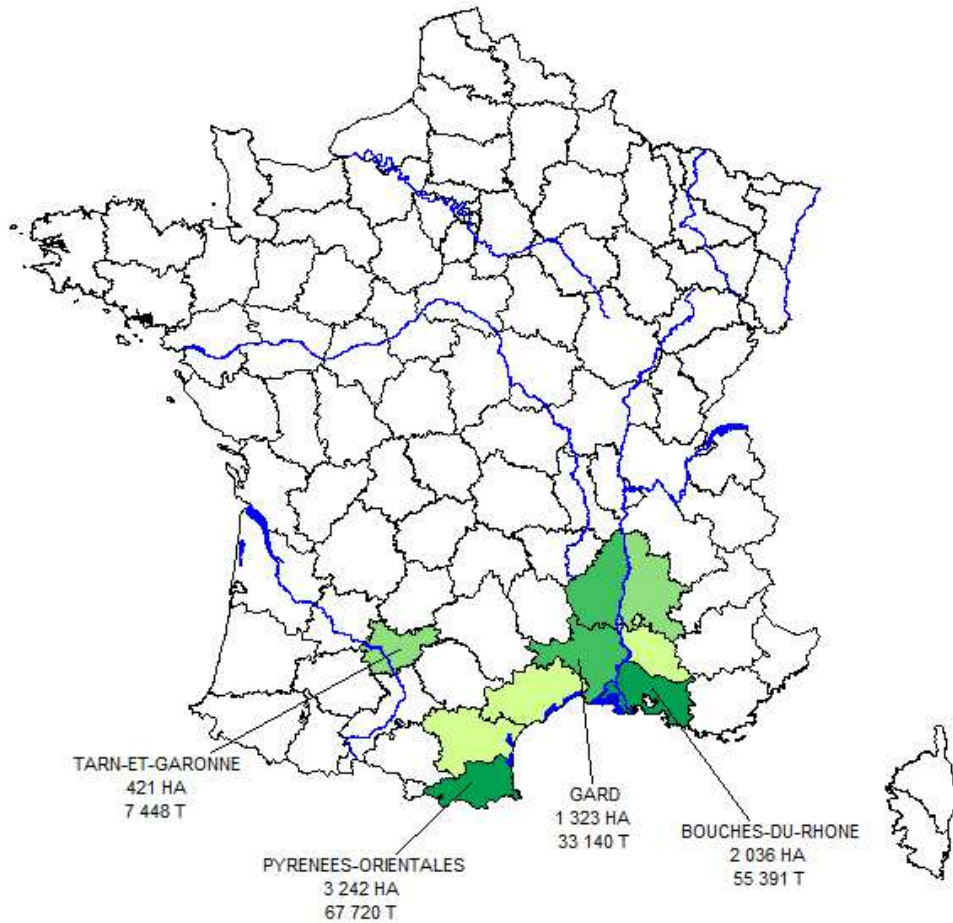 TARN-ET-GARONNE
421 HA
7 448 T
GARD
1 323 HA
33 140 T
BOUCHES-DU-RHONE
2 036 HA
55 391 T
PYRENEES-ORIENTALES
3 242 HA
67 720 T